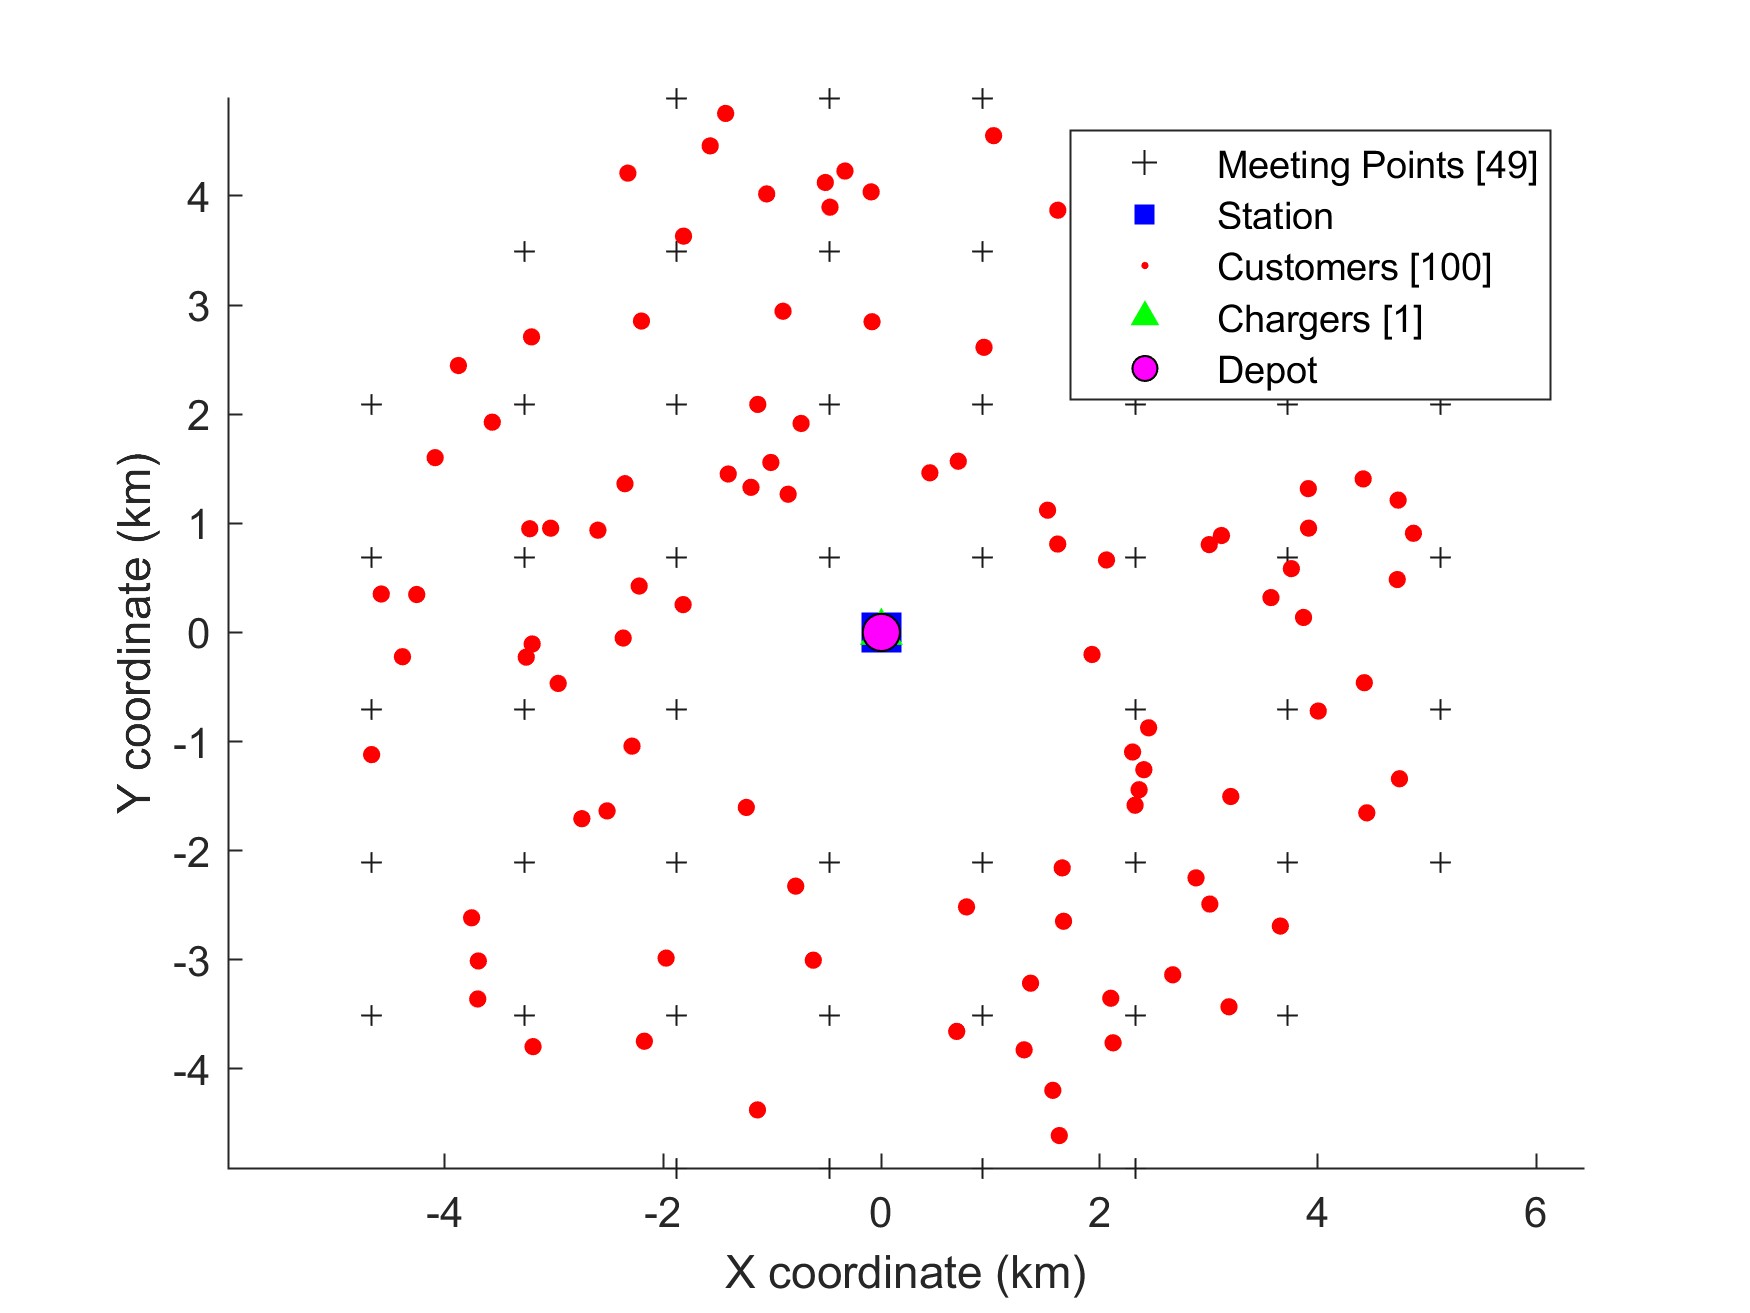 Meeting Points [49]
Station
Customers [100]
Chargers [1]
Depot
4
3
2
1
0
-1
-2
-3
-4
Y coordinate (km)
-4 -2 0 2 4 6
X coordinate (km)